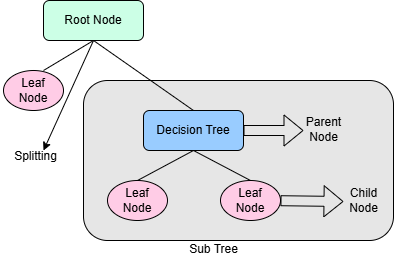 Root Node
Leaf
Node
Splitting
Decision Tree
Parent
Node
Leaf
Node
Leaf
Node
Child
Node
Sub Tree